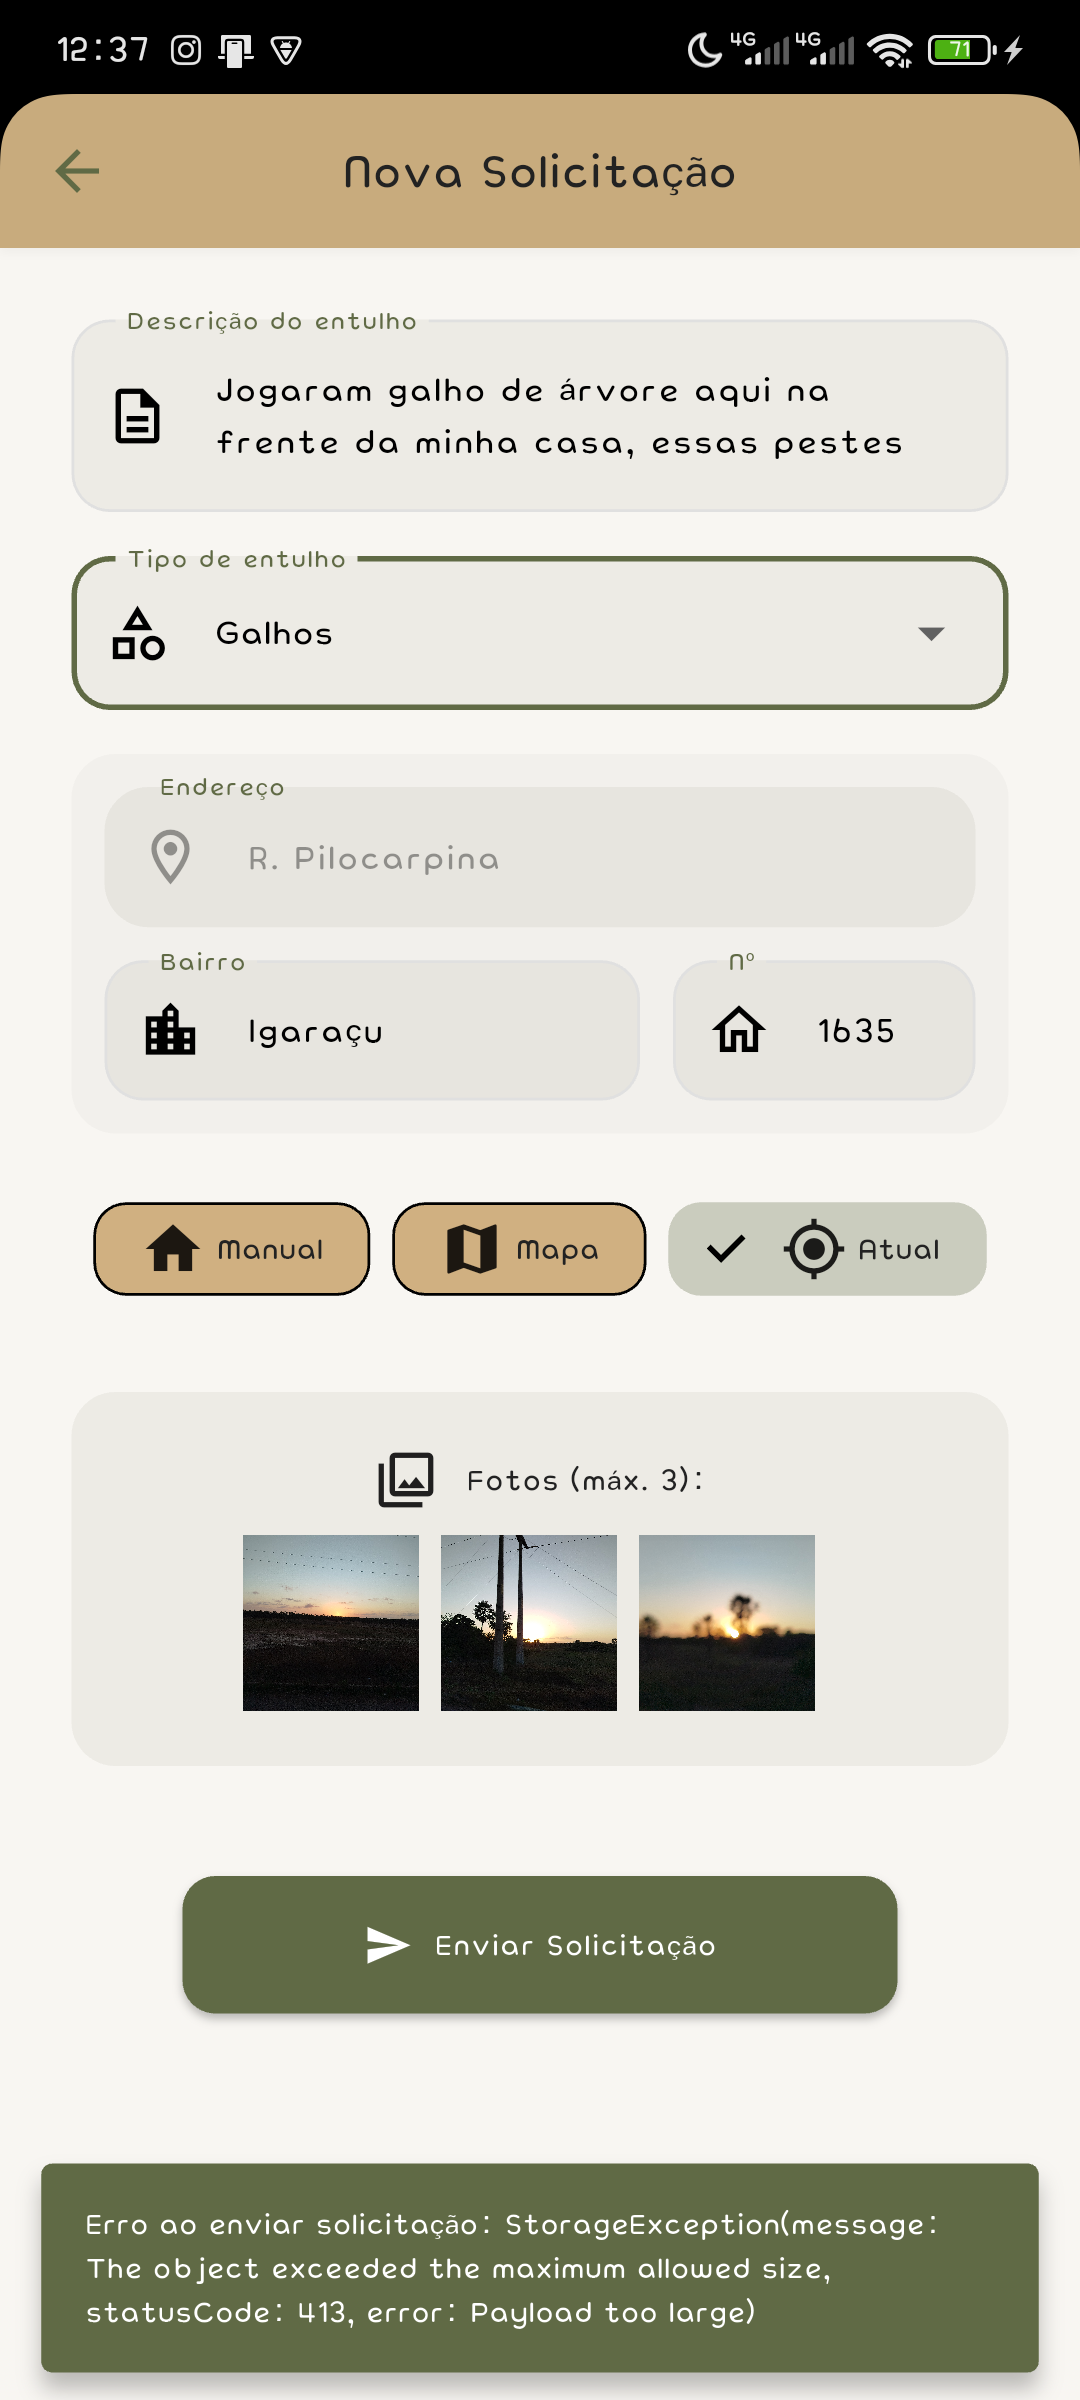 12:37
4G 4G 71
Nova Solicitação
Descrição do entulho
Jogaram galho de árvore aqui na
frente da minha casa, essas pestes
Tipo de entulho
Galhos
Endereço
R. Pilocarpina
Bairro
Nº
Igaraçu
1635
Manual
Mapa
Atual
Fotos (máx. 3):
Enviar Solicitação
Erro ao enviar solicitação: StorageException(message:
The object exceeded the maximum allowed size,
statusCode: 413, error: Payload too large)